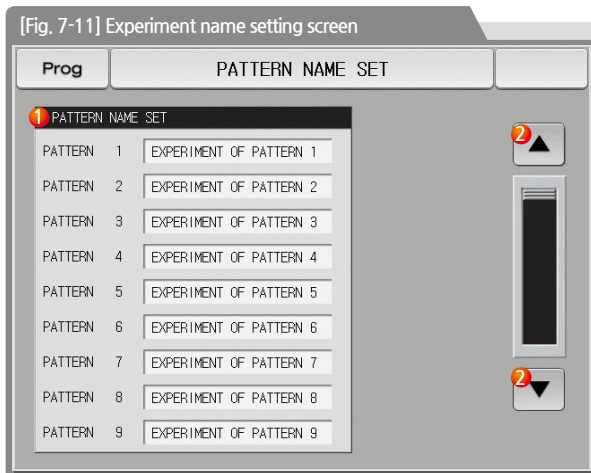 [Fig. 7-11] Experiment name setting screen
Prog PATTERN NAME SET
1 PATTERN NAME SET
2 ▲
PATTERN 1 EXPERIMENT OF PATTERN 1
PATTERN 2 EXPERIMENT OF PATTERN 2
PATTERN 3 EXPERIMENT OF PATTERN 3
PATTERN 4 EXPERIMENT OF PATTERN 4
PATTERN 5 EXPERIMENT OF PATTERN 5
PATTERN 6 EXPERIMENT OF PATTERN 6
PATTERN 7 EXPERIMENT OF PATTERN 7
PATTERN 8 EXPERIMENT OF PATTERN 8
PATTERN 9 EXPERIMENT OF PATTERN 9
2 ▼